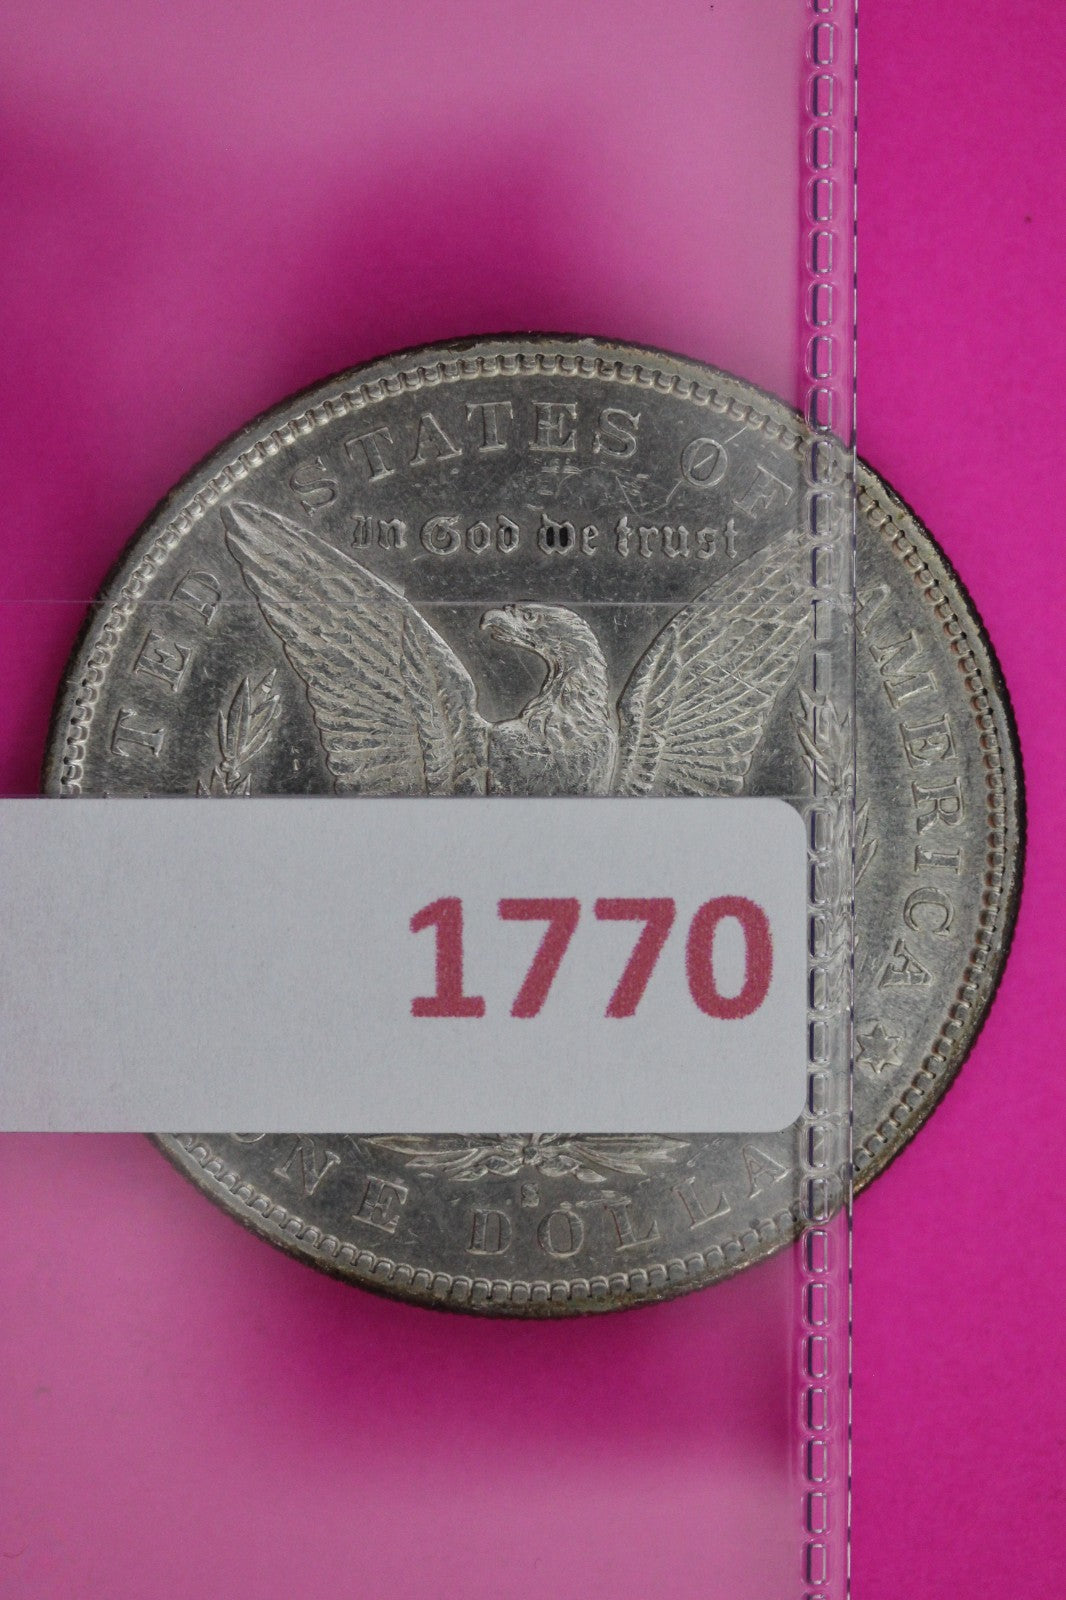 TED STATES OF AMERICA
In God we trust
1770
S
ONE DOLLA